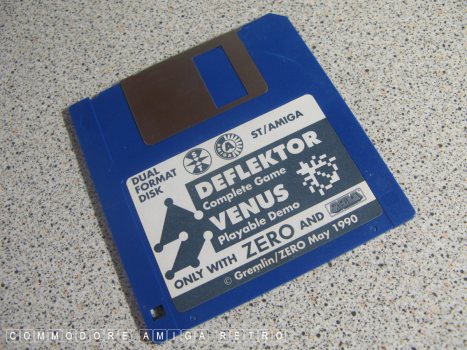 DUAL
FORMAT
DISK
ST/AMIGA
DEFLEKTOR
Complete Game
VENUS
Playable Demo
ONLY WITH ZERO AND
© Gremlin/ZERO May 1990
COMMODORE AMIGA RETRO